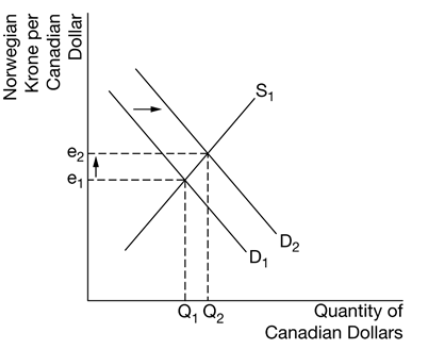 Norwegian
Krone per
Canadian
Dollar
S₁
e₂
e₁
D₂
D₁
Q₁ Q₂
Quantity of
Canadian Dollars